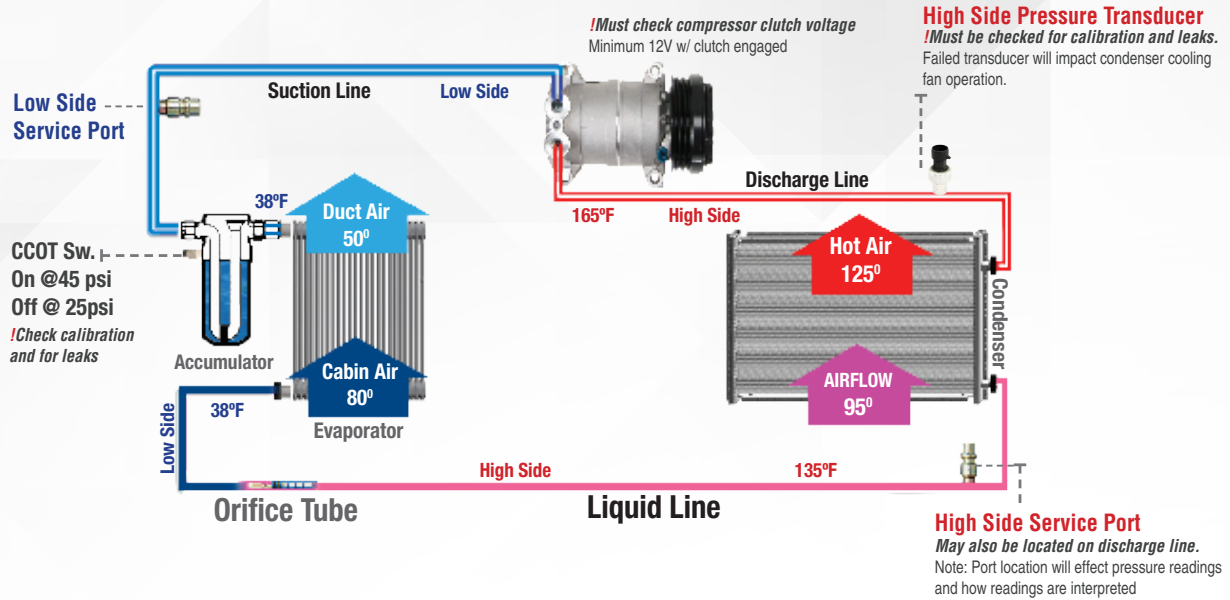 !Must check compressor clutch voltage
Minimum 12V w/ clutch engaged
High Side Pressure Transducer
!Must be checked for calibration and leaks.
Failed transducer will impact condenser cooling
fan operation.
Low Side
Service Port
Suction Line
Low Side
Discharge Line
165ºF
High Side
38ºF
Duct Air
50⁰
Hot Air
125⁰
CCOT Sw.
On @45 psi
Off @ 25psi
!Check calibration
and for leaks
Accumulator
Condenser
Cabin Air
80⁰
AIRFLOW
95⁰
38ºF
Evaporator
Low Side
High Side
135ºF
Orifice Tube
Liquid Line
High Side Service Port
May also be located on discharge line.
Note: Port location will effect pressure readings
and how readings are interpreted